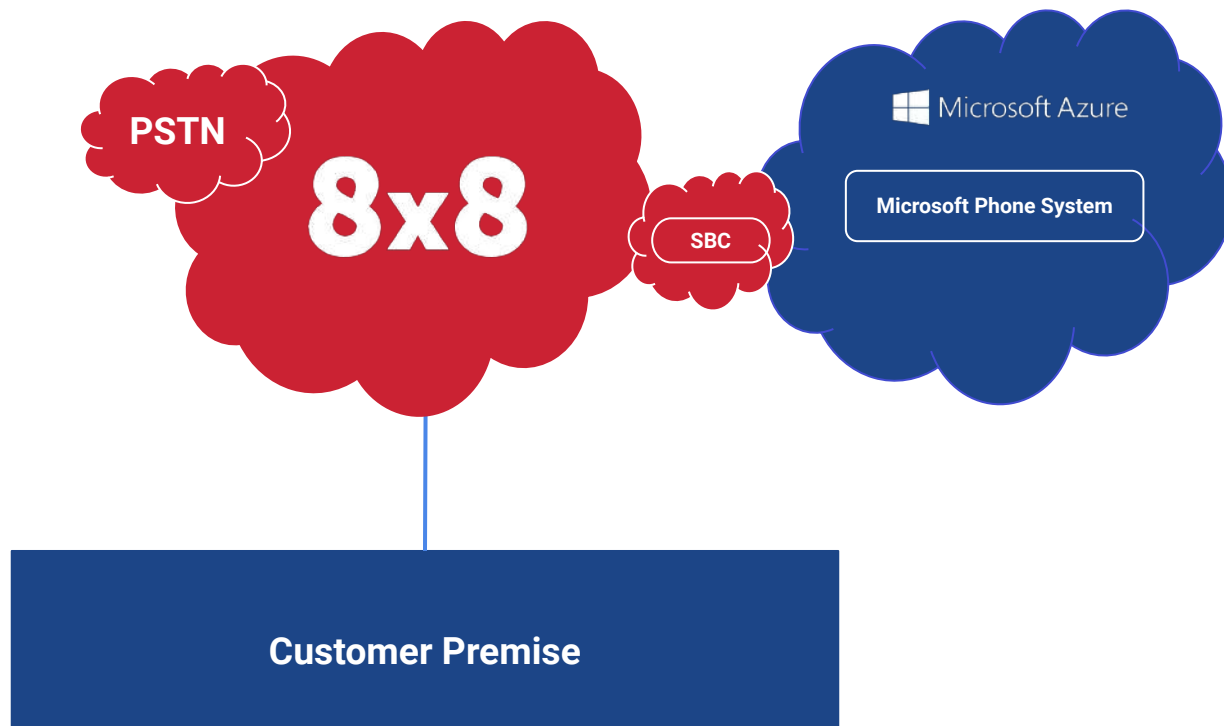 Microsoft Azure
PSTN
8x8
Microsoft Phone System
SBC
Customer Premise